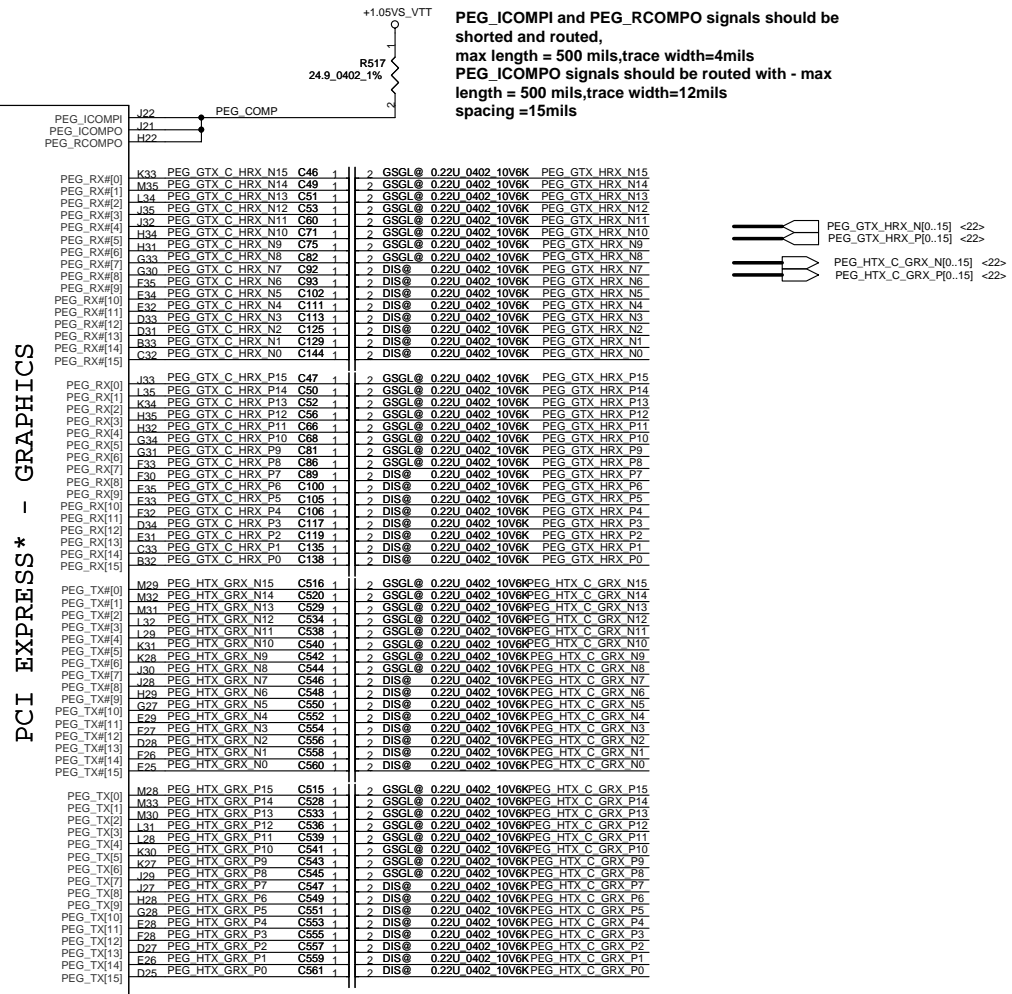 +1.05VS_VTT
PEG_ICOMPI and PEG_RCOMPO signals should be
shorted and routed,
max length = 500 mils,trace width=4mils
PEG_ICOMPO signals should be routed with - max
length = 500 mils,trace width=12mils
spacing =15mils
1
R517
24.9_0402_1%
2
PEG_ICOMPI J22 PEG_COMP
PEG_ICOMPO J21
PEG_RCOMPO H22
PCI EXPRESS* - GRAPHICS
PEG_RX#[0] K33 PEG_GTX_C_HRX_N15 C46 1 2 GSGL@ 0.22U_0402_10V6K PEG_GTX_HRX_N15
PEG_RX#[1] M35 PEG_GTX_C_HRX_N14 C49 1 2 GSGL@ 0.22U_0402_10V6K PEG_GTX_HRX_N14
PEG_RX#[2] L34 PEG_GTX_C_HRX_N13 C51 1 2 GSGL@ 0.22U_0402_10V6K PEG_GTX_HRX_N13
PEG_RX#[3] J35 PEG_GTX_C_HRX_N12 C53 1 2 GSGL@ 0.22U_0402_10V6K PEG_GTX_HRX_N12
PEG_RX#[4] J32 PEG_GTX_C_HRX_N11 C60 1 2 GSGL@ 0.22U_0402_10V6K PEG_GTX_HRX_N11
PEG_RX#[5] H34 PEG_GTX_C_HRX_N10 C71 1 2 GSGL@ 0.22U_0402_10V6K PEG_GTX_HRX_N10
PEG_RX#[6] H31 PEG_GTX_C_HRX_N9 C75 1 2 GSGL@ 0.22U_0402_10V6K PEG_GTX_HRX_N9
PEG_RX#[7] G33 PEG_GTX_C_HRX_N8 C82 1 2 GSGL@ 0.22U_0402_10V6K PEG_GTX_HRX_N8
PEG_RX#[8] G30 PEG_GTX_C_HRX_N7 C92 1 2 DIS@ 0.22U_0402_10V6K PEG_GTX_HRX_N7
PEG_RX#[9] F35 PEG_GTX_C_HRX_N6 C93 1 2 DIS@ 0.22U_0402_10V6K PEG_GTX_HRX_N6
PEG_RX#[10] E34 PEG_GTX_C_HRX_N5 C102 1 2 DIS@ 0.22U_0402_10V6K PEG_GTX_HRX_N5
PEG_RX#[11] E32 PEG_GTX_C_HRX_N4 C111 1 2 DIS@ 0.22U_0402_10V6K PEG_GTX_HRX_N4
PEG_RX#[12] D33 PEG_GTX_C_HRX_N3 C113 1 2 DIS@ 0.22U_0402_10V6K PEG_GTX_HRX_N3
PEG_RX#[13] D31 PEG_GTX_C_HRX_N2 C125 1 2 DIS@ 0.22U_0402_10V6K PEG_GTX_HRX_N2
PEG_RX#[14] B33 PEG_GTX_C_HRX_N1 C129 1 2 DIS@ 0.22U_0402_10V6K PEG_GTX_HRX_N1
PEG_RX#[15] C32 PEG_GTX_C_HRX_N0 C144 1 2 DIS@ 0.22U_0402_10V6K PEG_GTX_HRX_N0
PEG_RX[0] J33 PEG_GTX_C_HRX_P15 C47 1 2 GSGL@ 0.22U_0402_10V6K PEG_GTX_HRX_P15
PEG_RX[1] L35 PEG_GTX_C_HRX_P14 C50 1 2 GSGL@ 0.22U_0402_10V6K PEG_GTX_HRX_P14
PEG_RX[2] K34 PEG_GTX_C_HRX_P13 C52 1 2 GSGL@ 0.22U_0402_10V6K PEG_GTX_HRX_P13
PEG_RX[3] H35 PEG_GTX_C_HRX_P12 C56 1 2 GSGL@ 0.22U_0402_10V6K PEG_GTX_HRX_P12
PEG_RX[4] H32 PEG_GTX_C_HRX_P11 C66 1 2 GSGL@ 0.22U_0402_10V6K PEG_GTX_HRX_P11
PEG_RX[5] G34 PEG_GTX_C_HRX_P10 C68 1 2 GSGL@ 0.22U_0402_10V6K PEG_GTX_HRX_P10
PEG_RX[6] G31 PEG_GTX_C_HRX_P9 C81 1 2 GSGL@ 0.22U_0402_10V6K PEG_GTX_HRX_P9
PEG_RX[7] F33 PEG_GTX_C_HRX_P8 C86 1 2 GSGL@ 0.22U_0402_10V6K PEG_GTX_HRX_P8
PEG_RX[8] F30 PEG_GTX_C_HRX_P7 C89 1 2 DIS@ 0.22U_0402_10V6K PEG_GTX_HRX_P7
PEG_RX[9] E35 PEG_GTX_C_HRX_P6 C100 1 2 DIS@ 0.22U_0402_10V6K PEG_GTX_HRX_P6
PEG_RX[10] E33 PEG_GTX_C_HRX_P5 C105 1 2 DIS@ 0.22U_0402_10V6K PEG_GTX_HRX_P5
PEG_RX[11] F32 PEG_GTX_C_HRX_P4 C106 1 2 DIS@ 0.22U_0402_10V6K PEG_GTX_HRX_P4
PEG_RX[12] D34 PEG_GTX_C_HRX_P3 C117 1 2 DIS@ 0.22U_0402_10V6K PEG_GTX_HRX_P3
PEG_RX[13] E31 PEG_GTX_C_HRX_P2 C119 1 2 DIS@ 0.22U_0402_10V6K PEG_GTX_HRX_P2
PEG_RX[14] C33 PEG_GTX_C_HRX_P1 C135 1 2 DIS@ 0.22U_0402_10V6K PEG_GTX_HRX_P1
PEG_RX[15] B32 PEG_GTX_C_HRX_P0 C138 1 2 DIS@ 0.22U_0402_10V6K PEG_GTX_HRX_P0
PEG_TX#[0] M29 PEG_HTX_GRX_N15 C516 1 2 GSGL@ 0.22U_0402_10V6K PEG_HTX_C_GRX_N15
PEG_TX#[1] M32 PEG_HTX_GRX_N14 C520 1 2 GSGL@ 0.22U_0402_10V6K PEG_HTX_C_GRX_N14
PEG_TX#[2] M31 PEG_HTX_GRX_N13 C529 1 2 GSGL@ 0.22U_0402_10V6K PEG_HTX_C_GRX_N13
PEG_TX#[3] L32 PEG_HTX_GRX_N12 C534 1 2 GSGL@ 0.22U_0402_10V6K PEG_HTX_C_GRX_N12
PEG_TX#[4] L29 PEG_HTX_GRX_N11 C538 1 2 GSGL@ 0.22U_0402_10V6K PEG_HTX_C_GRX_N11
PEG_TX#[5] K31 PEG_HTX_GRX_N10 C540 1 2 GSGL@ 0.22U_0402_10V6K PEG_HTX_C_GRX_N10
PEG_TX#[6] K28 PEG_HTX_GRX_N9 C542 1 2 GSGL@ 0.22U_0402_10V6K PEG_HTX_C_GRX_N9
PEG_TX#[7] J30 PEG_HTX_GRX_N8 C544 1 2 GSGL@ 0.22U_0402_10V6K PEG_HTX_C_GRX_N8
PEG_TX#[8] J28 PEG_HTX_GRX_N7 C546 1 2 DIS@ 0.22U_0402_10V6K PEG_HTX_C_GRX_N7
PEG_TX#[9] H29 PEG_HTX_GRX_N6 C548 1 2 DIS@ 0.22U_0402_10V6K PEG_HTX_C_GRX_N6
PEG_TX#[10] G27 PEG_HTX_GRX_N5 C550 1 2 DIS@ 0.22U_0402_10V6K PEG_HTX_C_GRX_N5
PEG_TX#[11] E29 PEG_HTX_GRX_N4 C552 1 2 DIS@ 0.22U_0402_10V6K PEG_HTX_C_GRX_N4
PEG_TX#[12] F27 PEG_HTX_GRX_N3 C554 1 2 DIS@ 0.22U_0402_10V6K PEG_HTX_C_GRX_N3
PEG_TX#[13] D28 PEG_HTX_GRX_N2 C556 1 2 DIS@ 0.22U_0402_10V6K PEG_HTX_C_GRX_N2
PEG_TX#[14] F26 PEG_HTX_GRX_N1 C558 1 2 DIS@ 0.22U_0402_10V6K PEG_HTX_C_GRX_N1
PEG_TX#[15] E25 PEG_HTX_GRX_N0 C560 1 2 DIS@ 0.22U_0402_10V6K PEG_HTX_C_GRX_N0
PEG_TX[0] M28 PEG_HTX_GRX_P15 C515 1 2 GSGL@ 0.22U_0402_10V6K PEG_HTX_C_GRX_P15
PEG_TX[1] M33 PEG_HTX_GRX_P14 C528 1 2 GSGL@ 0.22U_0402_10V6K PEG_HTX_C_GRX_P14
PEG_TX[2] M30 PEG_HTX_GRX_P13 C533 1 2 GSGL@ 0.22U_0402_10V6K PEG_HTX_C_GRX_P13
PEG_TX[3] L31 PEG_HTX_GRX_P12 C536 1 2 GSGL@ 0.22U_0402_10V6K PEG_HTX_C_GRX_P12
PEG_TX[4] L28 PEG_HTX_GRX_P11 C539 1 2 GSGL@ 0.22U_0402_10V6K PEG_HTX_C_GRX_P11
PEG_TX[5] K30 PEG_HTX_GRX_P10 C541 1 2 GSGL@ 0.22U_0402_10V6K PEG_HTX_C_GRX_P10
PEG_TX[6] K27 PEG_HTX_GRX_P9 C543 1 2 GSGL@ 0.22U_0402_10V6K PEG_HTX_C_GRX_P9
PEG_TX[7] J29 PEG_HTX_GRX_P8 C545 1 2 GSGL@ 0.22U_0402_10V6K PEG_HTX_C_GRX_P8
PEG_TX[8] J27 PEG_HTX_GRX_P7 C547 1 2 DIS@ 0.22U_0402_10V6K PEG_HTX_C_GRX_P7
PEG_TX[9] H28 PEG_HTX_GRX_P6 C549 1 2 DIS@ 0.22U_0402_10V6K PEG_HTX_C_GRX_P6
PEG_TX[10] G28 PEG_HTX_GRX_P5 C551 1 2 DIS@ 0.22U_0402_10V6K PEG_HTX_C_GRX_P5
PEG_TX[11] E28 PEG_HTX_GRX_P4 C553 1 2 DIS@ 0.22U_0402_10V6K PEG_HTX_C_GRX_P4
PEG_TX[12] F28 PEG_HTX_GRX_P3 C555 1 2 DIS@ 0.22U_0402_10V6K PEG_HTX_C_GRX_P3
PEG_TX[13] D27 PEG_HTX_GRX_P2 C557 1 2 DIS@ 0.22U_0402_10V6K PEG_HTX_C_GRX_P2
PEG_TX[14] E26 PEG_HTX_GRX_P1 C559 1 2 DIS@ 0.22U_0402_10V6K PEG_HTX_C_GRX_P1
PEG_TX[15] D25 PEG_HTX_GRX_P0 C561 1 2 DIS@ 0.22U_0402_10V6K PEG_HTX_C_GRX_P0
PEG_GTX_HRX_N[0..15] <22>
PEG_GTX_HRX_P[0..15] <22>
PEG_HTX_C_GRX_N[0..15] <22>
PEG_HTX_C_GRX_P[0..15] <22>